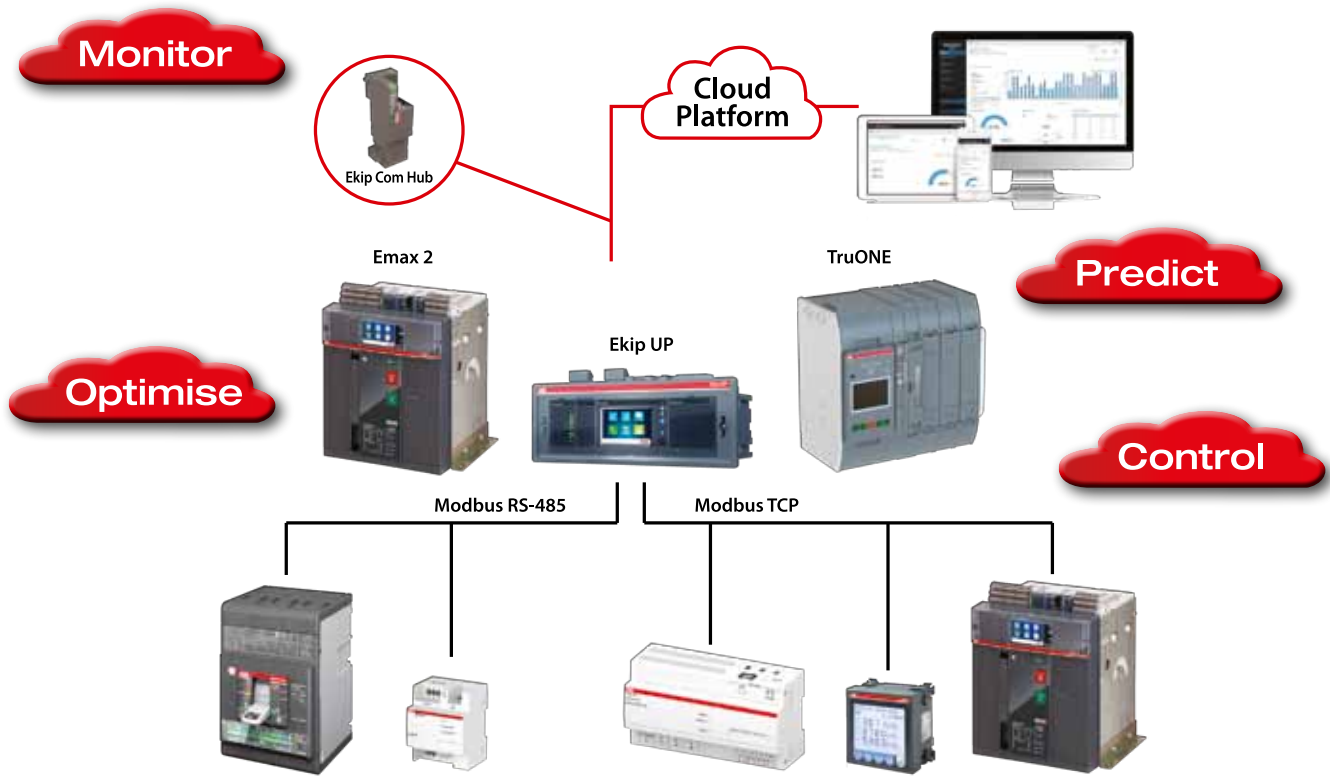 Monitor
Cloud
Platform
Ekip Com Hub
Emax 2
TruONE
Predict
Ekip UP
Optimise
Control
Modbus RS-485
Modbus TCP